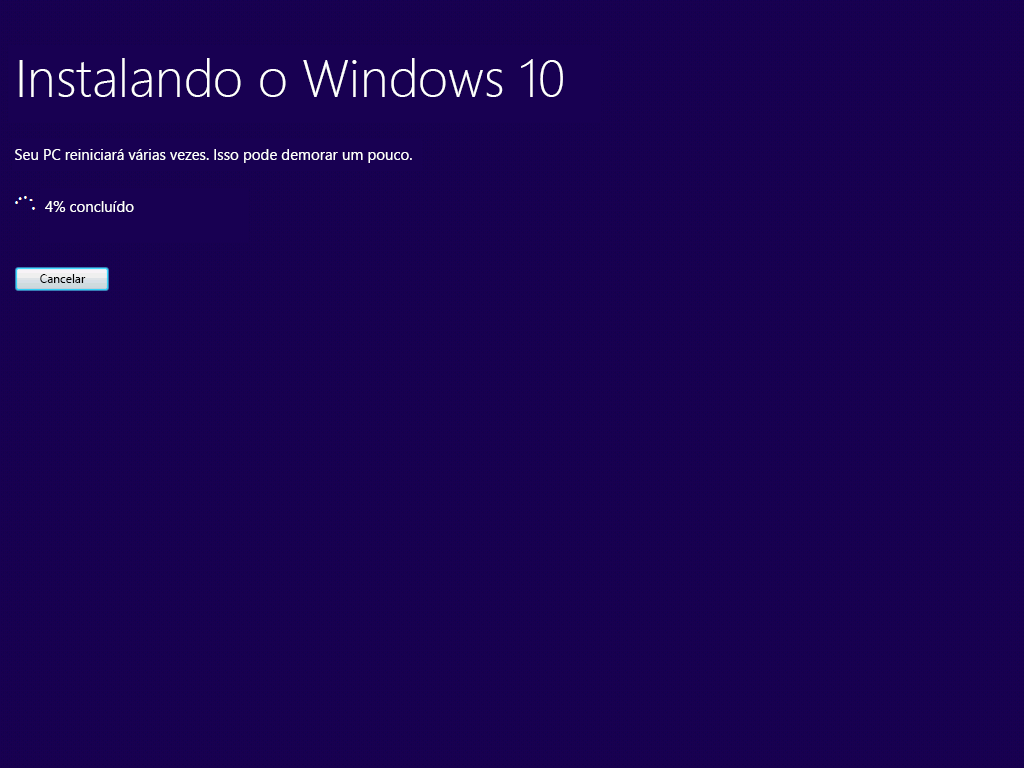 Instalando o Windows 10
Seu PC reiniciará várias vezes. Isso pode demorar um pouco.
4% concluído
Cancelar